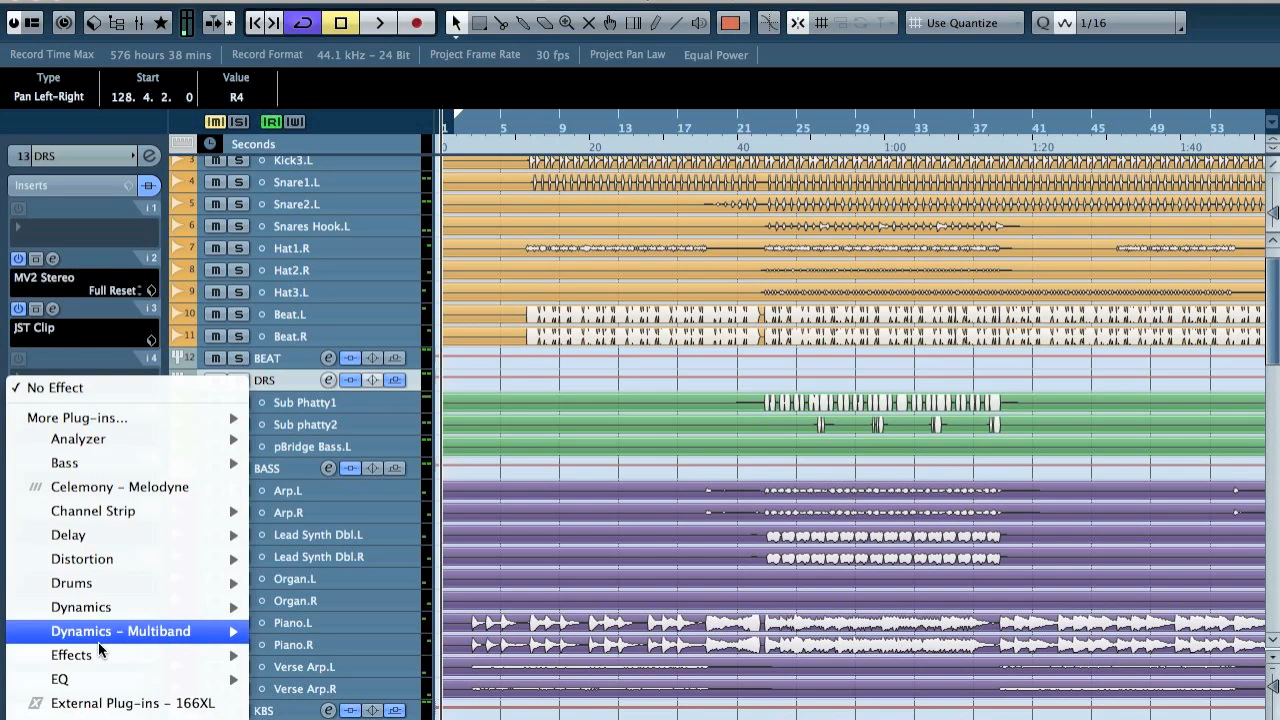 Use Quantize
Q 1/16
Record Time Max 576 hours 38 mins Record Format 44.1 kHz - 24 Bit Project Frame Rate 30 fps Project Pan Law Equal Power
Type Start Value
Pan Left-Right 128. 4. 2. 0 R4
[M] [S] [R] [W]
1 5 9 13 17 21 25 29 33 37 41 45 49 53
Seconds
0 20 40 1:00 1:20 1:40
13 DRS
Inserts
i 1
i 2
MV2 Stereo
Full Reset
i 3
JST Clip
i 4
3 m S Kick3.L
4 m S Snare1.L
5 m S Snare2.L
6 m S Snares Hook.L
7 m S Hat1.R
8 m S Hat2.R
9 m S Hat3.L
10 m S Beat.L
11 m S Beat.R
12 m S BEAT e
DRS e
Sub Phatty1
Sub phatty2
pBridge Bass.L
BASS e
Arp.L
Arp.R
Lead Synth Dbl.L
Lead Synth Dbl.R
Organ.L
Organ.R
Piano.L
Piano.R
Verse Arp.L
Verse Arp.R
KBS e
✓ No Effect
More Plug-ins...
Analyzer
Bass
Celemony - Melodyne
Channel Strip
Delay
Distortion
Drums
Dynamics
Dynamics - Multiband
Effects
EQ
External Plug-ins - 166XL